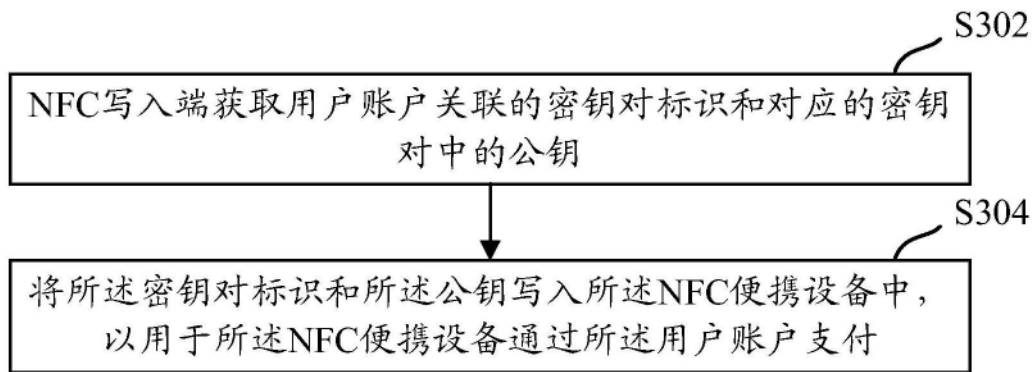 S302
NFC写入端获取用户账户关联的密钥对标识和对应的密钥
对中的公钥
S304
将所述密钥对标识和所述公钥写入所述NFC便携设备中，
以用于所述NFC便携设备通过所述用户账户支付